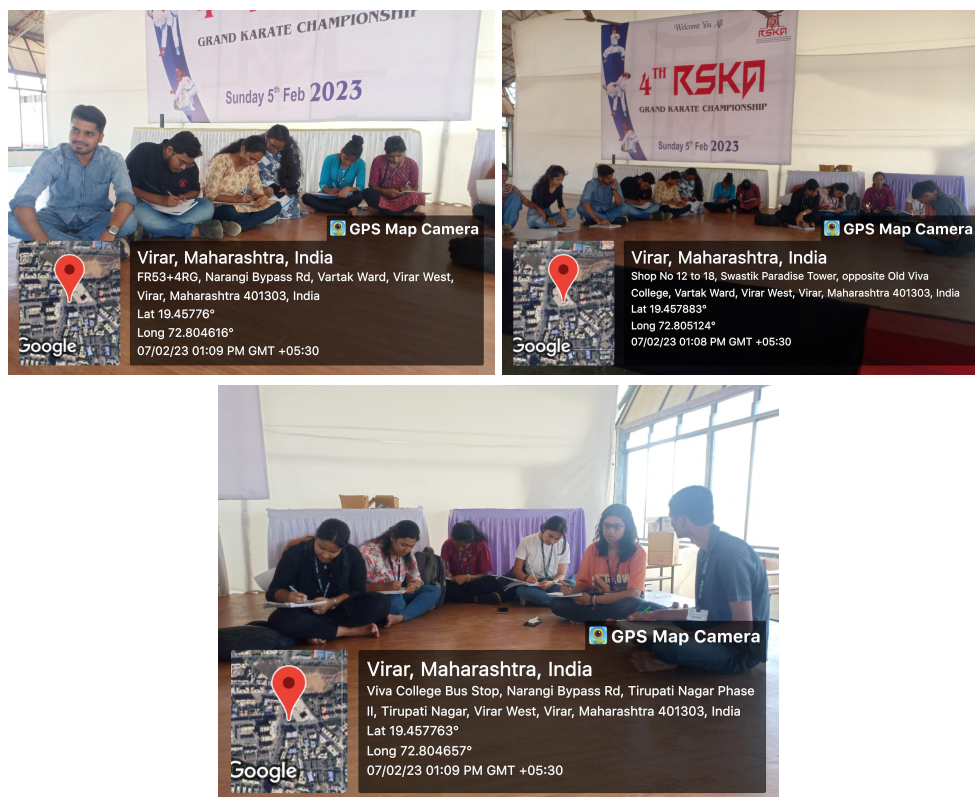 GRAND KARATE CHAMPIONSHIP
Sunday 5th Feb 2023
GPS Map Camera
Virar, Maharashtra, India
FR53+4RG, Narangi Bypass Rd, Vartak Ward, Virar West,
Virar, Maharashtra 401303, India
Lat 19.45776°
Long 72.804616°
07/02/23 01:09 PM GMT +05:30
Google
Welcome You All
RSKA
4TH RSKA
GRAND KARATE CHAMPIONSHIP
Sunday 5th Feb 2023
GPS Map Camera
Virar, Maharashtra, India
Shop No 12 to 18, Swastik Paradise Tower, opposite Old Viva
College, Vartak Ward, Virar West, Virar, Maharashtra 401303, India
Lat 19.457883°
Long 72.805124°
07/02/23 01:08 PM GMT +05:30
Google
GPS Map Camera
Virar, Maharashtra, India
Viva College Bus Stop, Narangi Bypass Rd, Tirupati Nagar Phase
II, Tirupati Nagar, Virar West, Virar, Maharashtra 401303, India
Lat 19.457763°
Long 72.804657°
07/02/23 01:09 PM GMT +05:30
Google